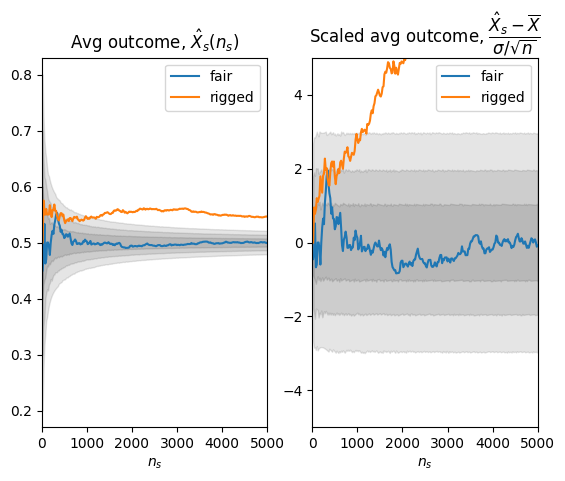 Avg outcome, X̂ₛ(nₛ)
0.8
0.7
0.6
0.5
0.4
0.3
0.2
0 1000 2000 3000 4000 5000
nₛ
fair
rigged
Scaled avg outcome, (X̂ₛ − X̅)/(σ/√n)
4
2
0
−2
−4
0 1000 2000 3000 4000 5000
nₛ
fair
rigged